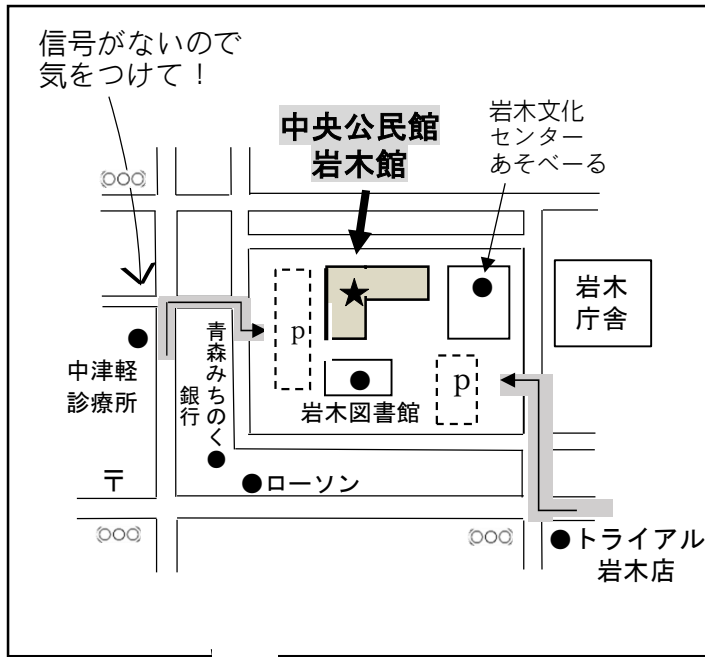 信号がないので
気をつけて！
中央公民館
岩木館
岩木文化
センター
あそべーる
岩木
庁舎
p
青森みちのく
銀行
中津軽
診療所
p
岩木図書館
〒
ローソン
トライアル
岩木店